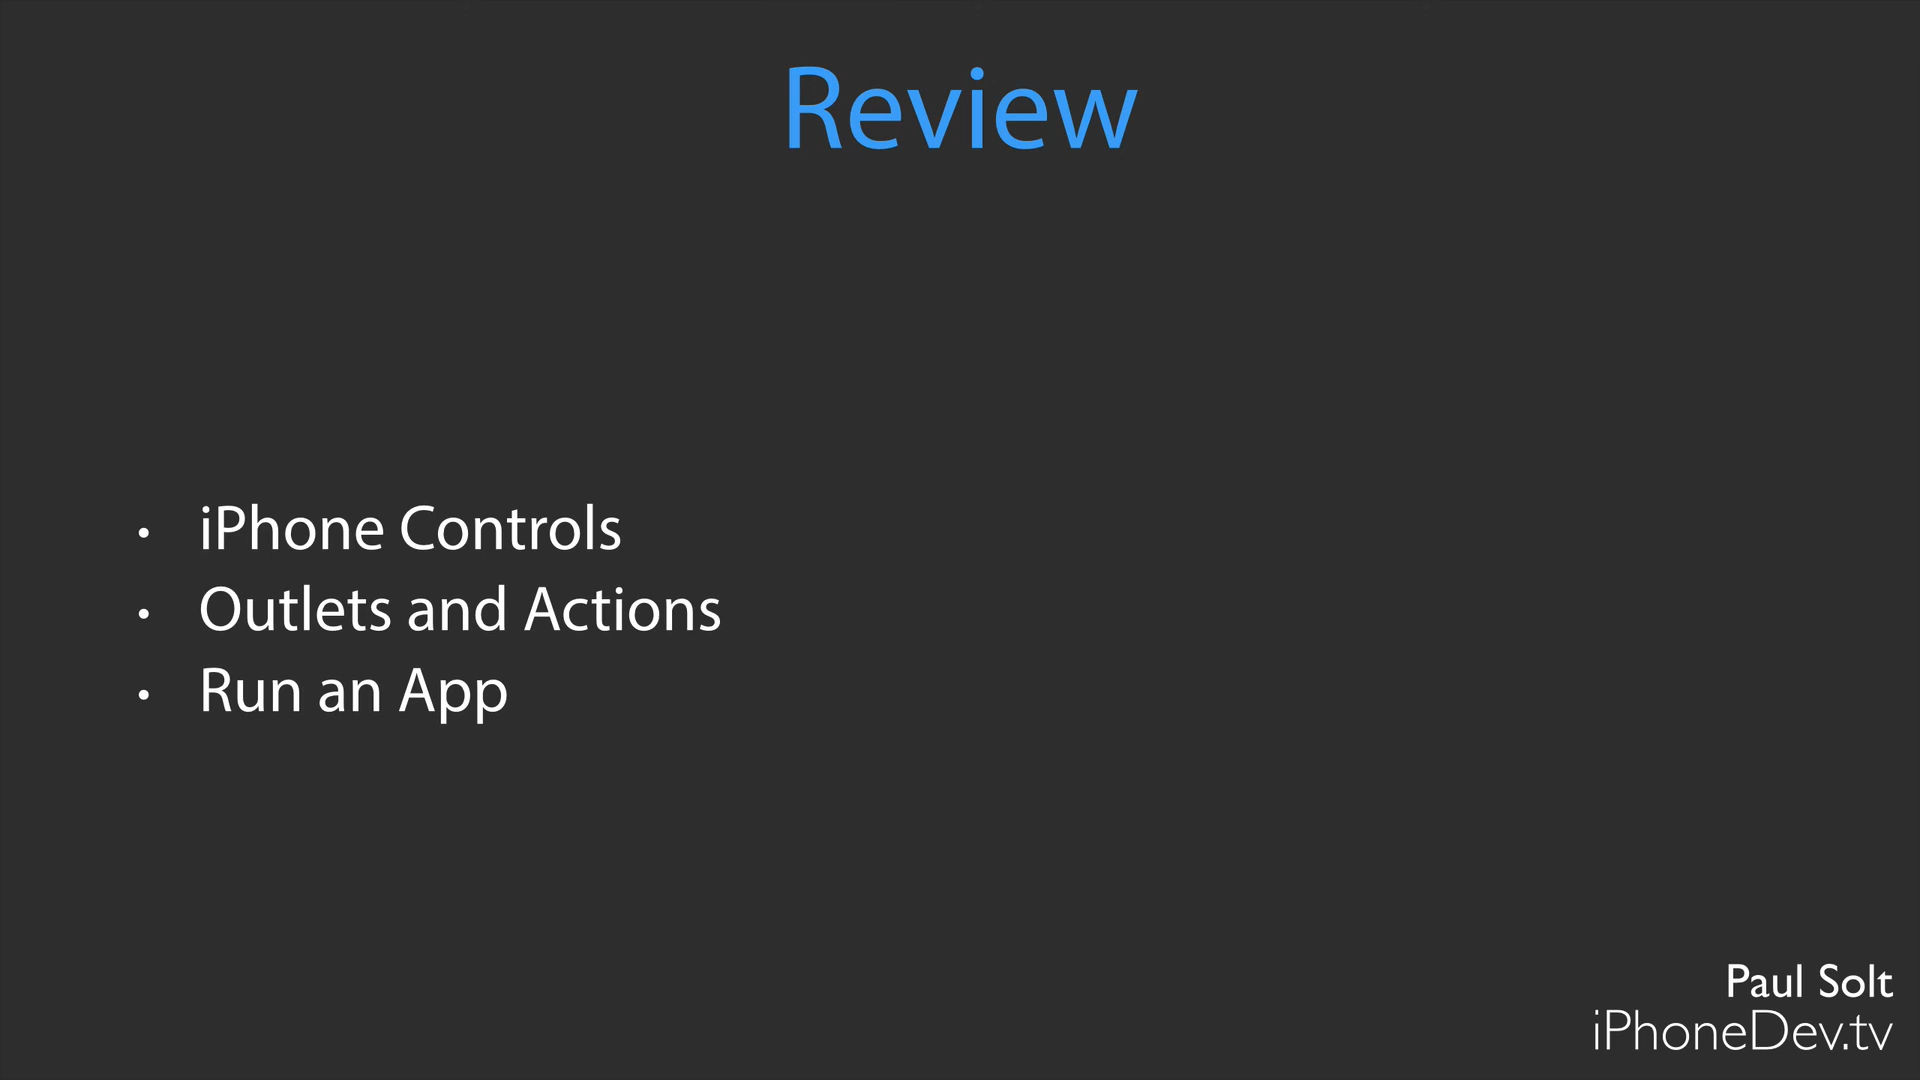 Review
• iPhone Controls
• Outlets and Actions
• Run an App
Paul Solt
iPhoneDev.tv